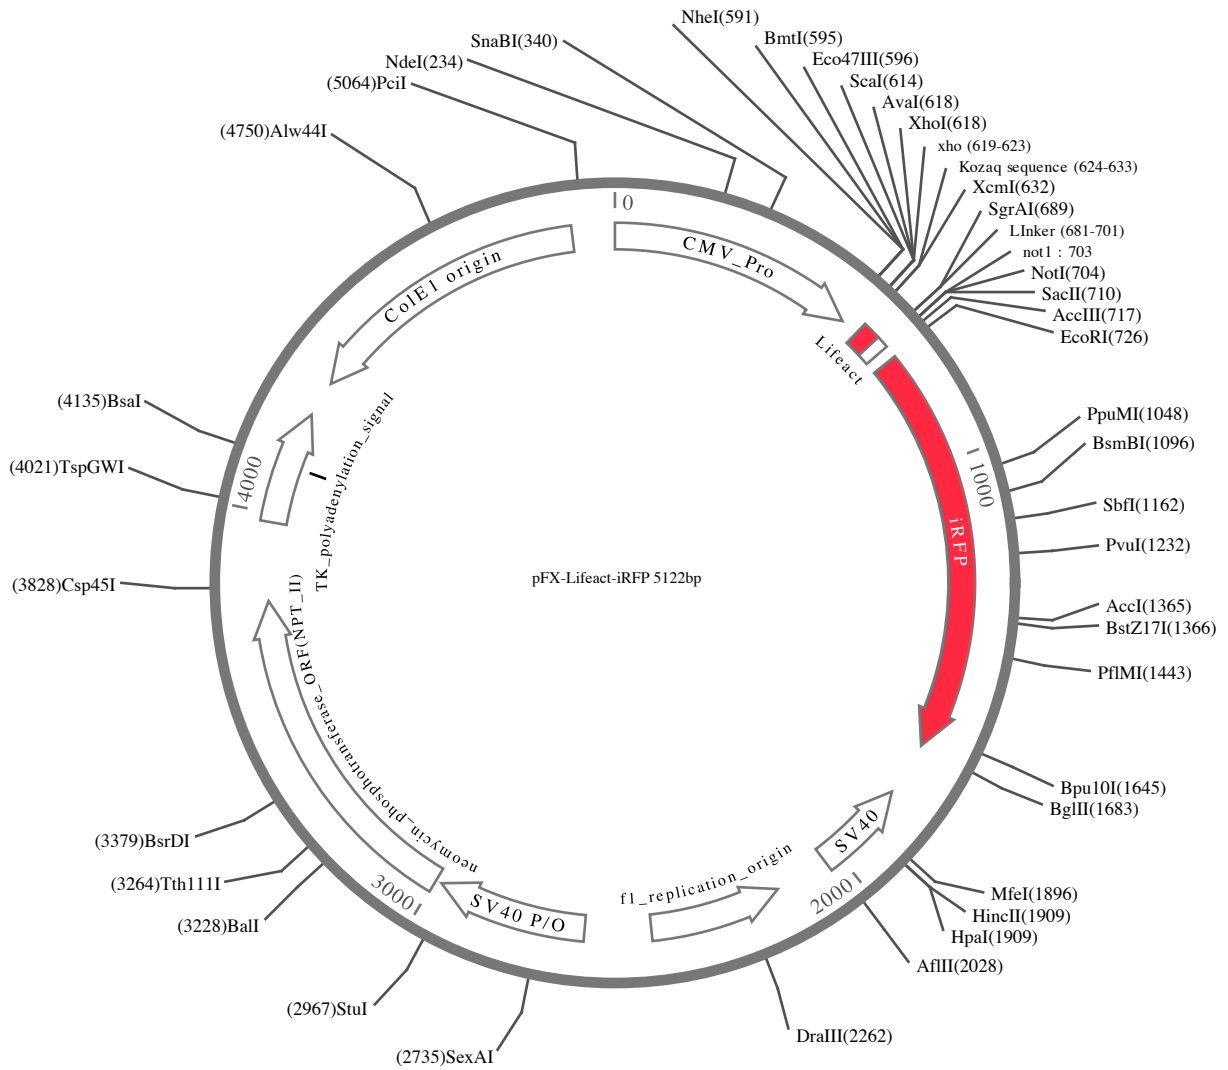 NheI(591)
BmtI(595)
SnaBI(340)
Eco47III(596)
NdeI(234)
ScaI(614)
(5064)PciI
AvaI(618)
XhoI(618)
(4750)Alw44I
xho (619-623)
Kozaq sequence (624-633)
XcmI(632)
0
SgrAI(689)
LInker (681-701)
CMV_Pro
not1 : 703
ColE1 origin
NotI(704)
SacII(710)
AccIII(717)
EcoRI(726)
Lifeact
(4135)BsaI
PpuMI(1048)
BsmBI(1096)
TK_polyadenylation_signal
(4021)TspGWI
4000
1000
SbfI(1162)
iRFP
PvuI(1232)
pFX-Lifeact-iRFP 5122bp
(3828)Csp45I
AccI(1365)
BstZ17I(1366)
PflMI(1443)
neomycin_phosphotransferase_ORF(NPT_II)
Bpu10I(1645)
BglII(1683)
(3379)BsrDI
SV40
f1_replication_origin
(3264)Tth111I
3000
2000
MfeI(1896)
SV40 P/O
HincII(1909)
(3228)BalI
HpaI(1909)
AflII(2028)
(2967)StuI
DraIII(2262)
(2735)SexAI